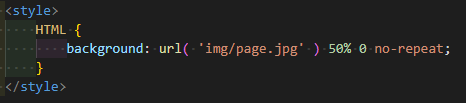 <style>
    HTML {
        background: url( 'img/page.jpg' ) 50% 0 no-repeat;
    }
</style>